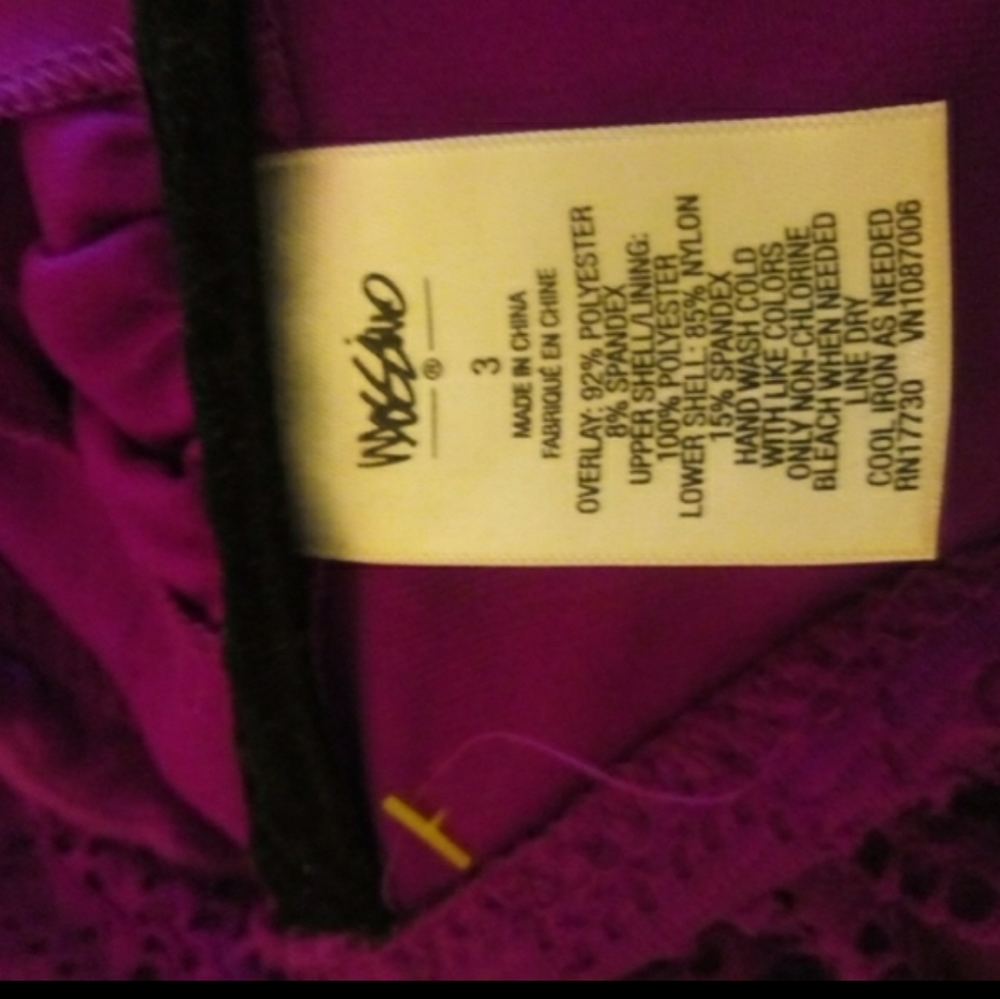 MOSSIMO
®
3
MADE IN CHINA
FABRIQUÉ EN CHINE
OVERLAY: 92% POLYESTER
8% SPANDEX
UPPER SHELL/LINING:
100% POLYESTER
LOWER SHELL: 85% NYLON
15% SPANDEX
HAND WASH COLD
WITH LIKE COLORS
ONLY NON-CHLORINE
BLEACH WHEN NEEDED
LINE DRY
COOL IRON AS NEEDED
RN17730 VN1087006